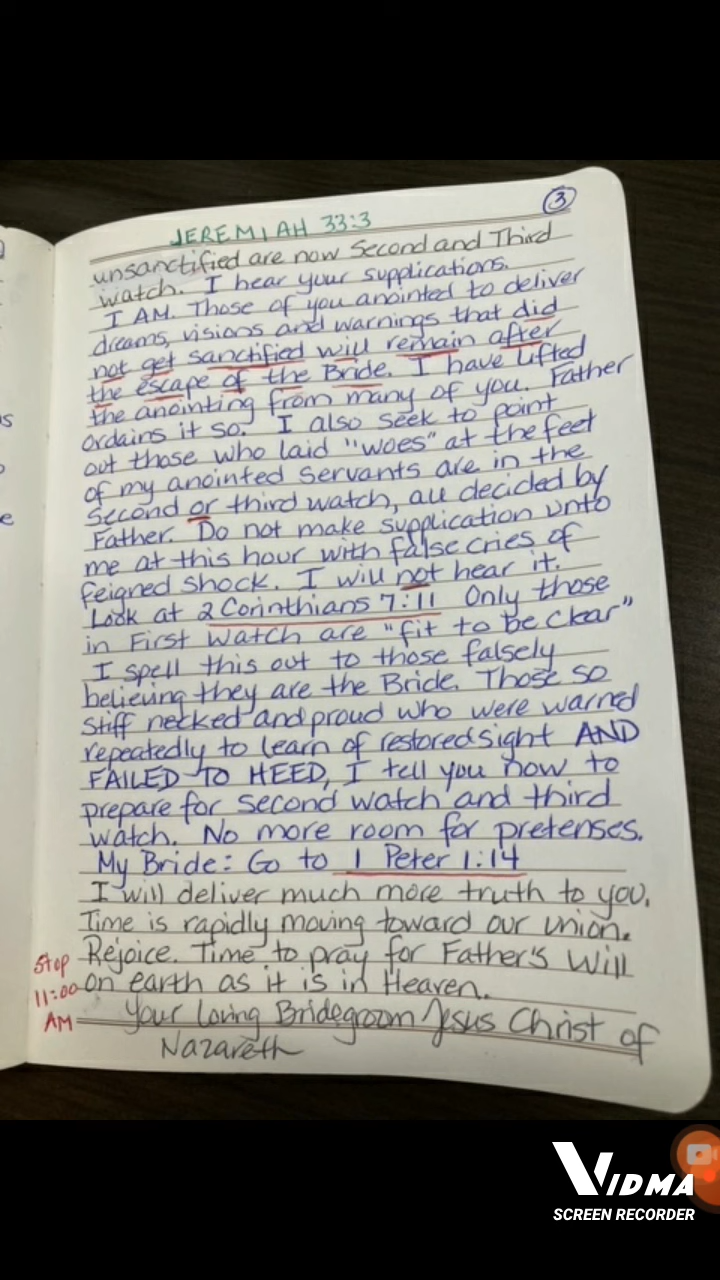 3
JEREMIAH 33:3
unsanctified are now Second and Third
watch. I hear your supplications.
I AM. Those of you anointed to deliver
dreams, visions and warnings that did
not get sanctified will remain after
the escape of the Bride. I have lifted
the anointing from many of you. Father
ordains it so. I also seek to point
out those who laid "woes" at the feet
of my anointed servants are in the
second or third watch, all decided by
Father. Do not make supplication unto
me at this hour with false cries of
feigned shock. I will not hear it.
Look at 2 Corinthians 7:11 Only those
in First Watch are "fit to be clear"
I spell this out to those falsely
believing they are the Bride. Those so
stiff necked and proud who were warned
repeatedly to learn of restored sight AND
FAILED TO HEED, I tell you now to
prepare for second watch and third
watch. No more room for pretenses.
My Bride: Go to 1 Peter 1:14
I will deliver much more truth to you.
Time is rapidly moving toward our union.
Rejoice. Time to pray for Father's Will
on earth as it is in Heaven.
Stop
11:00
AM
Your Loving Bridegroom Jesus Christ of
Nazareth
s
e
VIDMA
SCREEN RECORDER